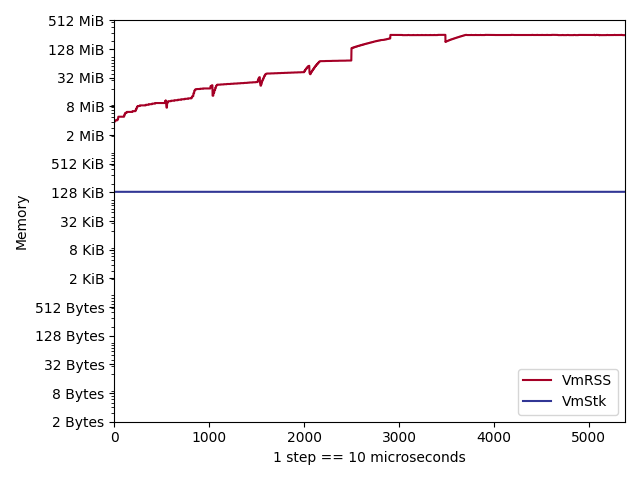 512 MiB
128 MiB
32 MiB
8 MiB
2 MiB
512 KiB
128 KiB
32 KiB
8 KiB
2 KiB
512 Bytes
128 Bytes
32 Bytes
8 Bytes
2 Bytes
Memory
VmRSS
VmStk
0 1000 2000 3000 4000 5000
1 step == 10 microseconds